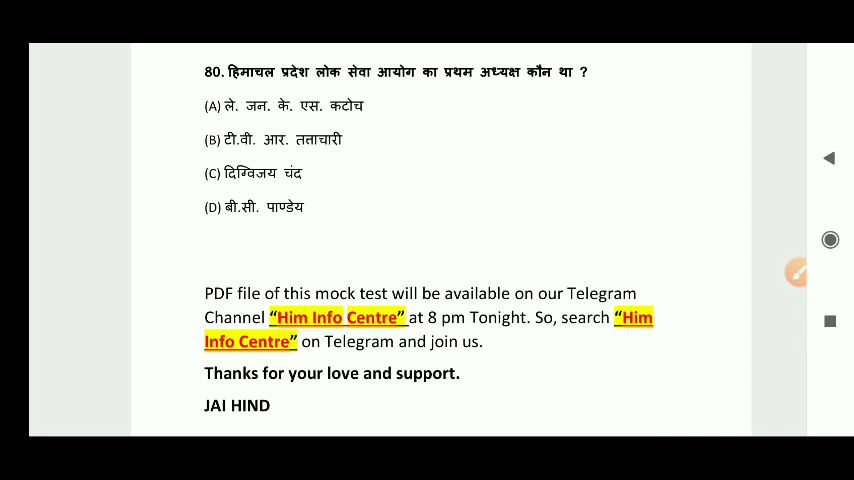 80. हिमाचल प्रदेश लोक सेवा आयोग का प्रथम अध्यक्ष कौन था ?
(A) ले. जन. के. एस. कटोच
(B) टी.वी. आर. तत्ताचारी
(C) दिग्विजय चंद
(D) बी.सी. पाण्डेय
PDF file of this mock test will be available on our Telegram
Channel “Him Info Centre” at 8 pm Tonight. So, search “Him
Info Centre” on Telegram and join us.
Thanks for your love and support.
JAI HIND